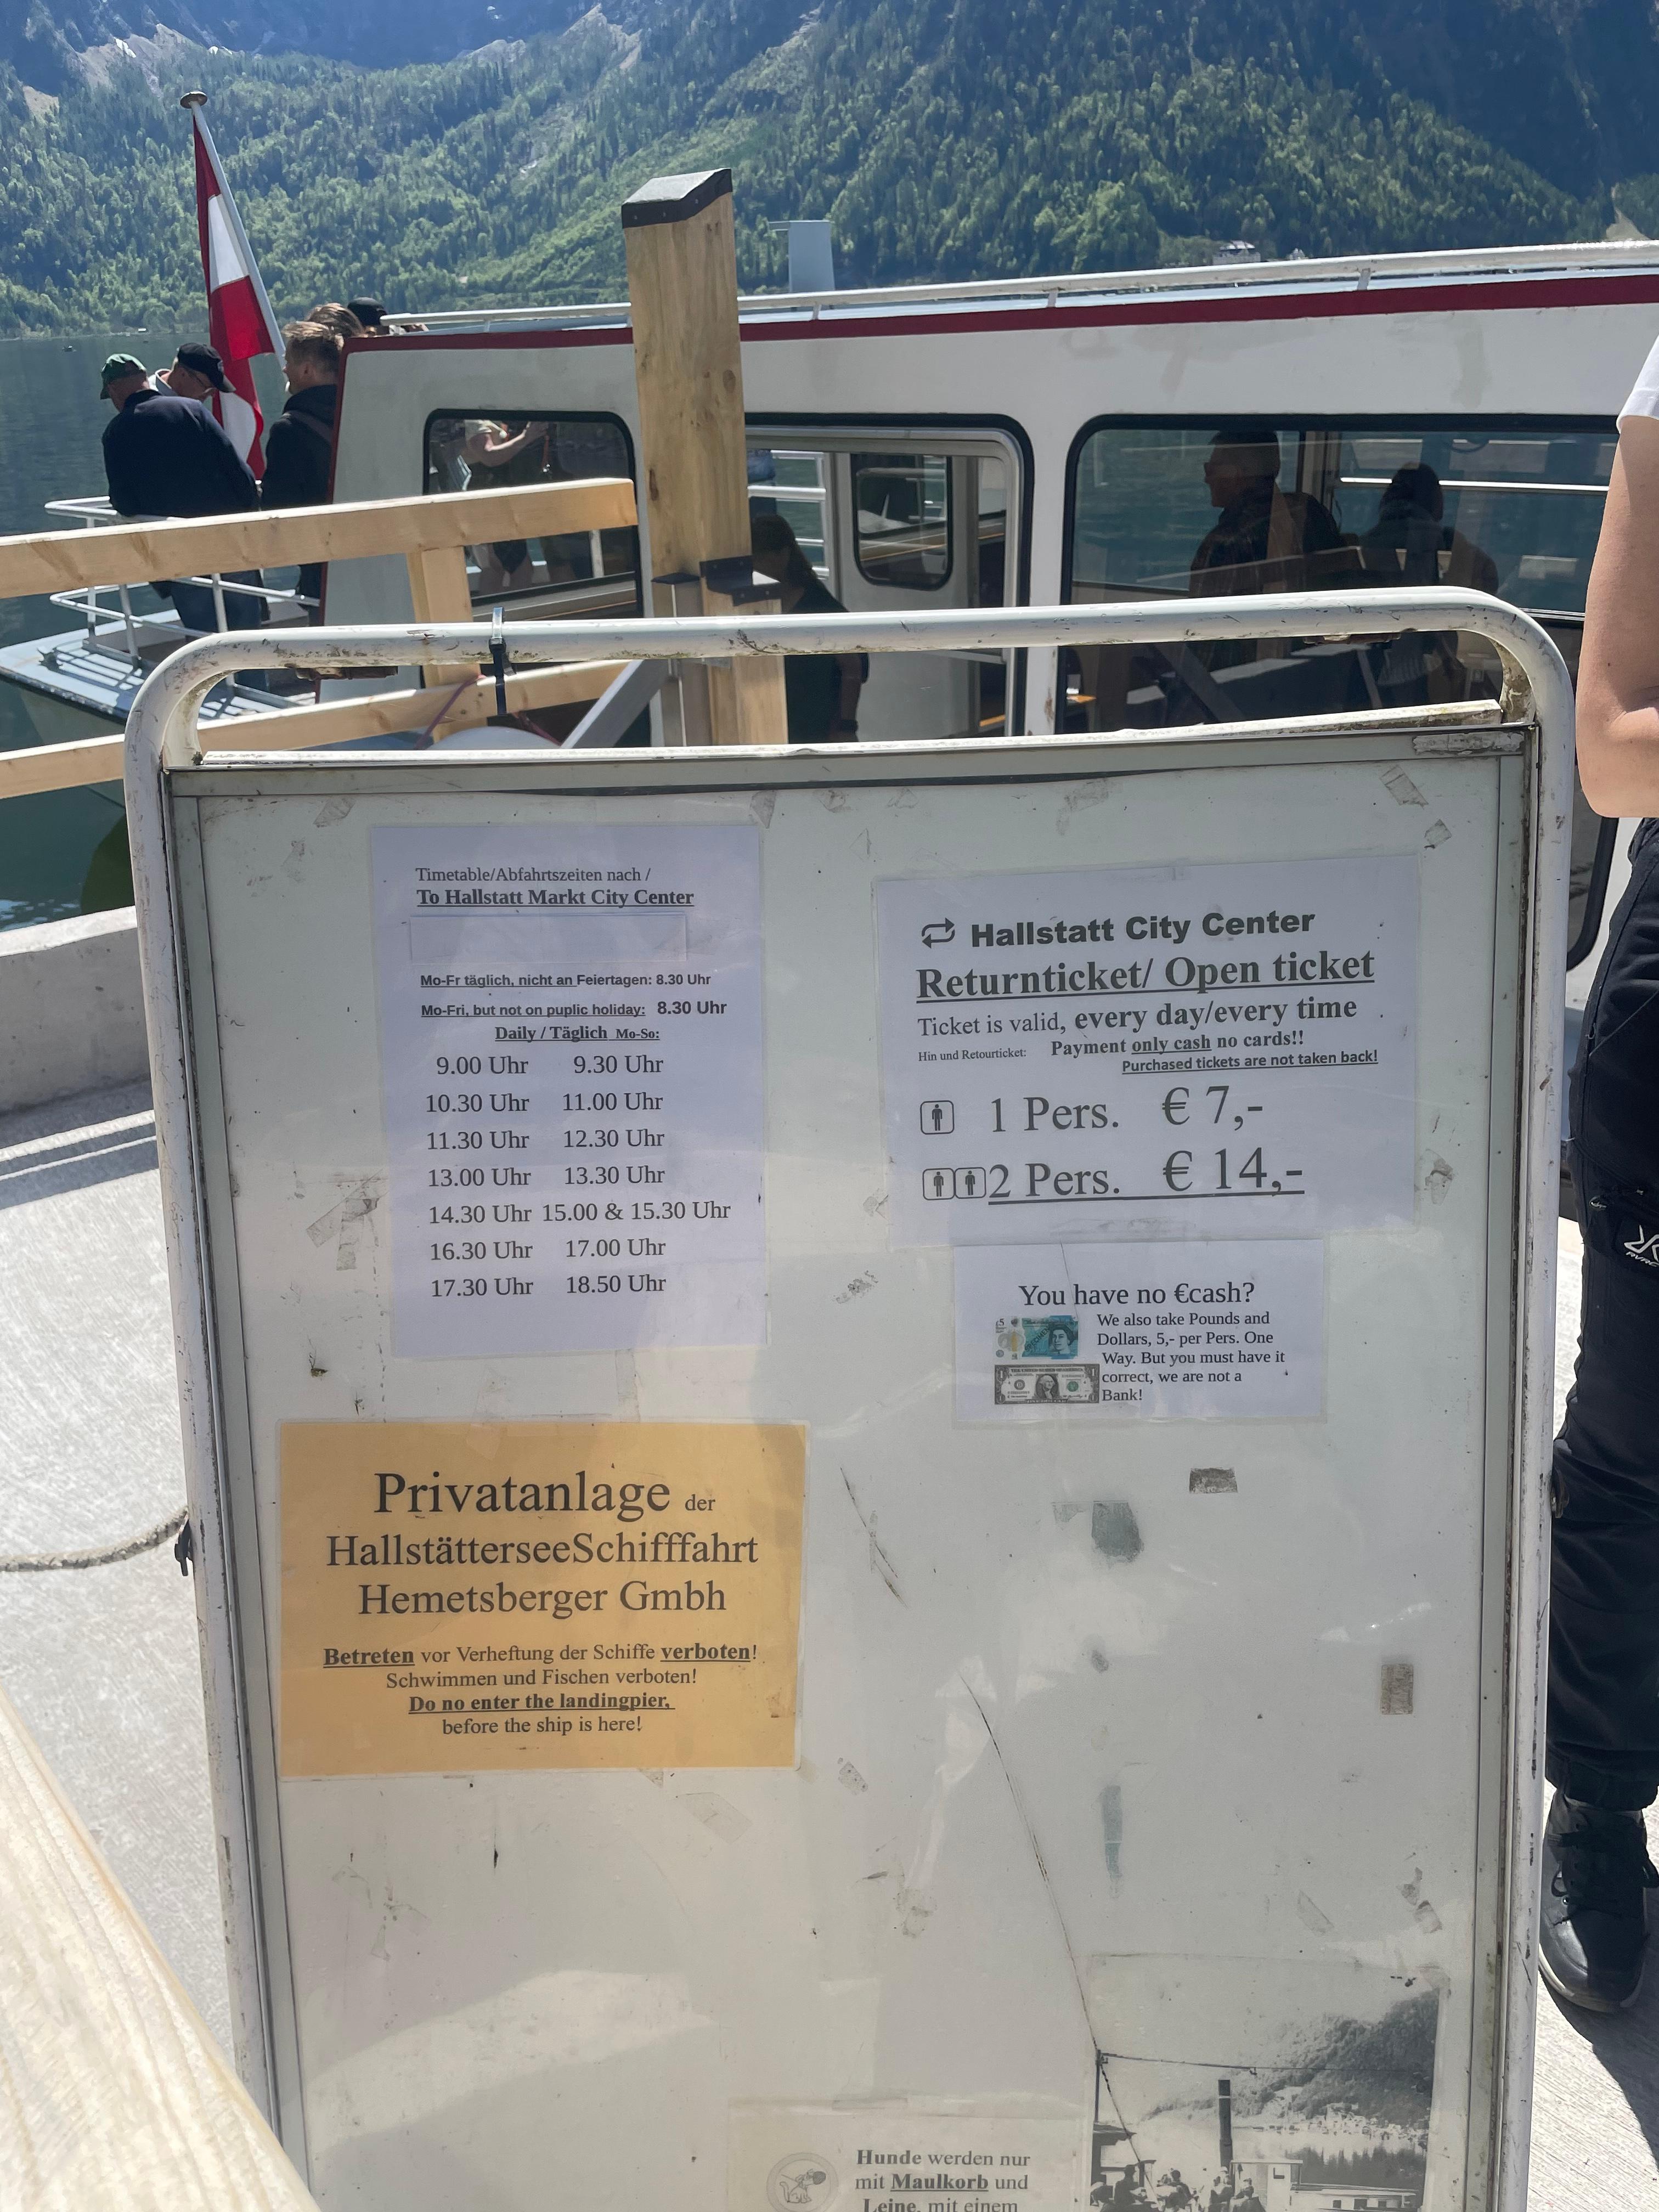 Timetable/Abfahrtszeiten nach /
To Hallstatt Markt City Center
Mo-Fr täglich, nicht an Feiertagen: 8.30 Uhr
Mo-Fri, but not on puplic holiday: 8.30 Uhr
Daily / Täglich Mo-So:
9.00 Uhr 9.30 Uhr
10.30 Uhr 11.00 Uhr
11.30 Uhr 12.30 Uhr
13.00 Uhr 13.30 Uhr
14.30 Uhr 15.00 & 15.30 Uhr
16.30 Uhr 17.00 Uhr
17.30 Uhr 18.50 Uhr
Hallstatt City Center
Returnticket/ Open ticket
Ticket is valid, every day/every time
Hin und Retourticket: Payment only cash no cards!!
Purchased tickets are not taken back!
1 Pers. € 7,-
2 Pers. € 14,-
You have no €cash?
We also take Pounds and
Dollars, 5,- per Pers. One
Way. But you must have it
correct, we are not a
Bank!
Privatanlage der
HallstätterseeSchifffahrt
Hemetsberger Gmbh
Betreten vor Verheftung der Schiffe verboten!
Schwimmen und Fischen verboten!
Do no enter the landingpier,
before the ship is here!
Hunde werden nur
mit Maulkorb und
Leine, mit einem